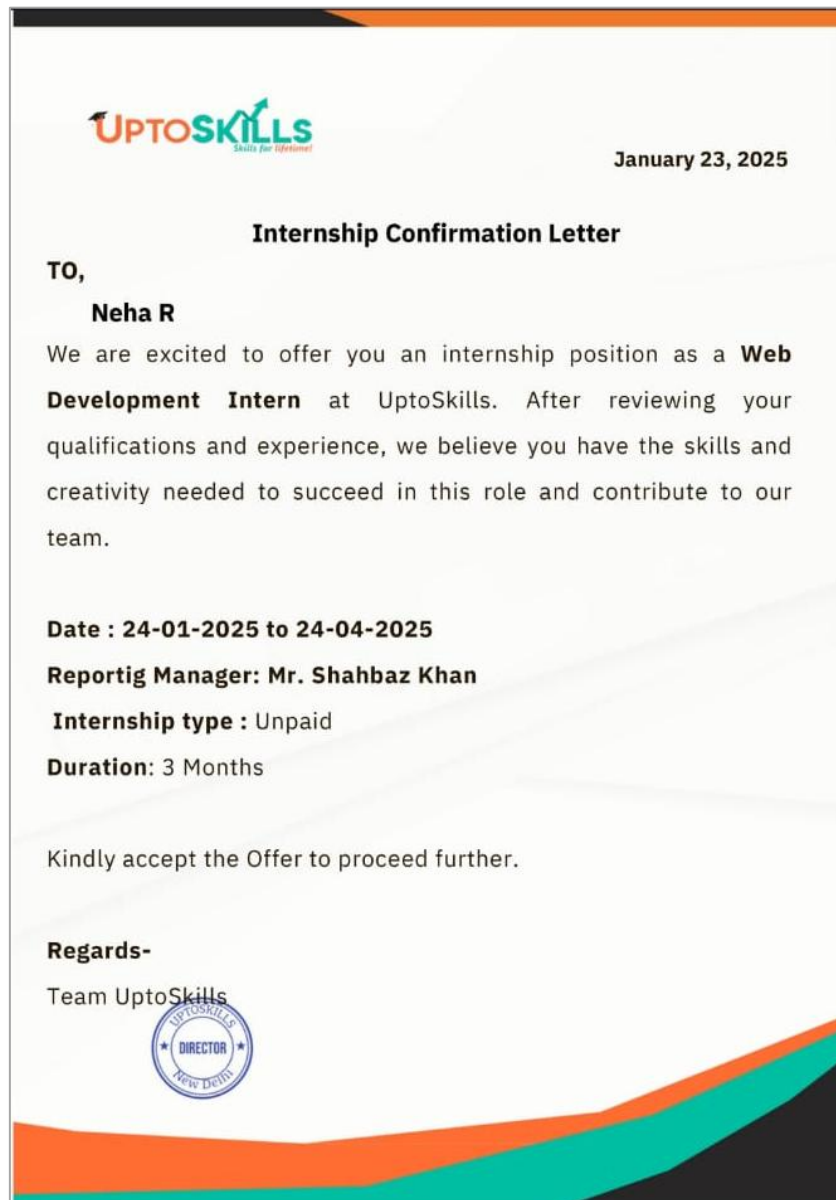 UPTOSKILLS
Skills for lifetime!
January 23, 2025
Internship Confirmation Letter
TO,
Neha R
We are excited to offer you an internship position as a Web
Development Intern at UptoSkills. After reviewing your
qualifications and experience, we believe you have the skills and
creativity needed to succeed in this role and contribute to our
team.
Date : 24-01-2025 to 24-04-2025
Reportig Manager: Mr. Shahbaz Khan
Internship type : Unpaid
Duration: 3 Months
Kindly accept the Offer to proceed further.
Regards-
Team UptoSkills
UPTOSKILLS
DIRECTOR
New Delhi